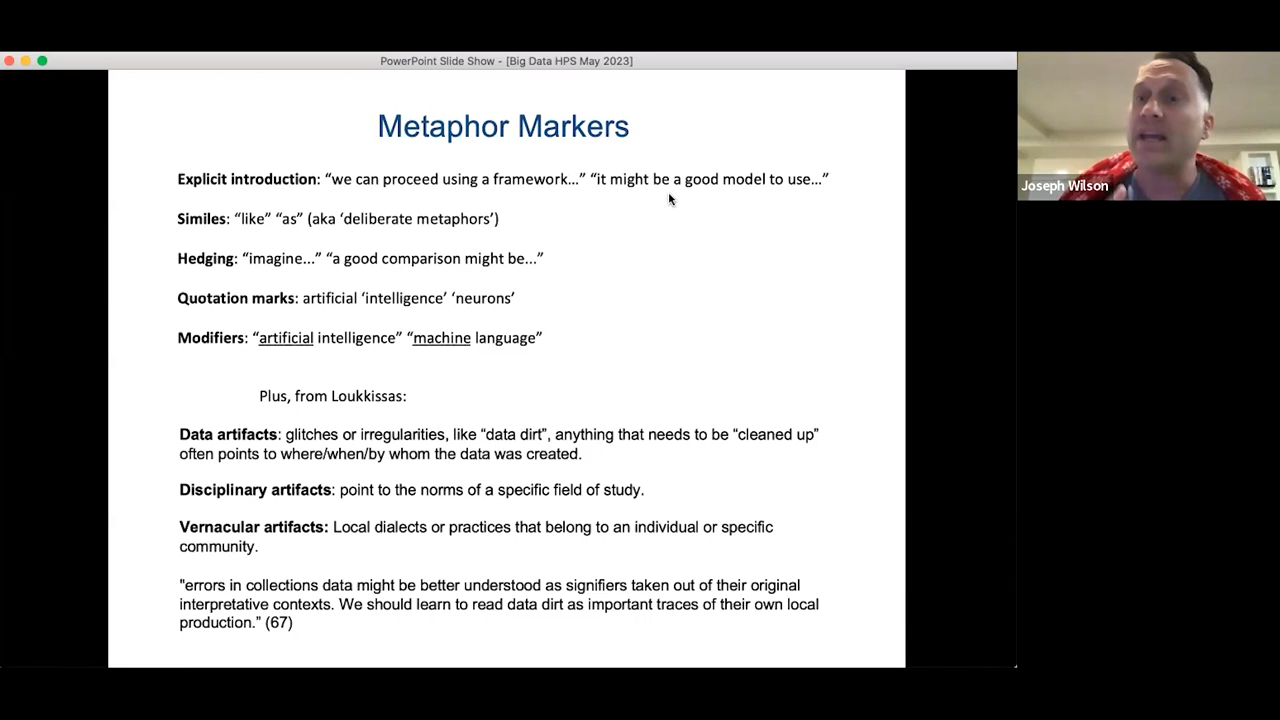 PowerPoint Slide Show - [Big Data HPS May 2023]
Metaphor Markers
Explicit introduction: “we can proceed using a framework...” “it might be a good model to use...”
Similes: “like” “as” (aka ‘deliberate metaphors’)
Hedging: “imagine...” “a good comparison might be...”
Quotation marks: artificial ‘intelligence’ ‘neurons’
Modifiers: “artificial intelligence” “machine language”
Plus, from Loukkissas:
Data artifacts: glitches or irregularities, like “data dirt”, anything that needs to be “cleaned up”
often points to where/when/by whom the data was created.
Disciplinary artifacts: point to the norms of a specific field of study.
Vernacular artifacts: Local dialects or practices that belong to an individual or specific
community.
"errors in collections data might be better understood as signifiers taken out of their original
interpretative contexts. We should learn to read data dirt as important traces of their own local
production.” (67)
Joseph Wilson